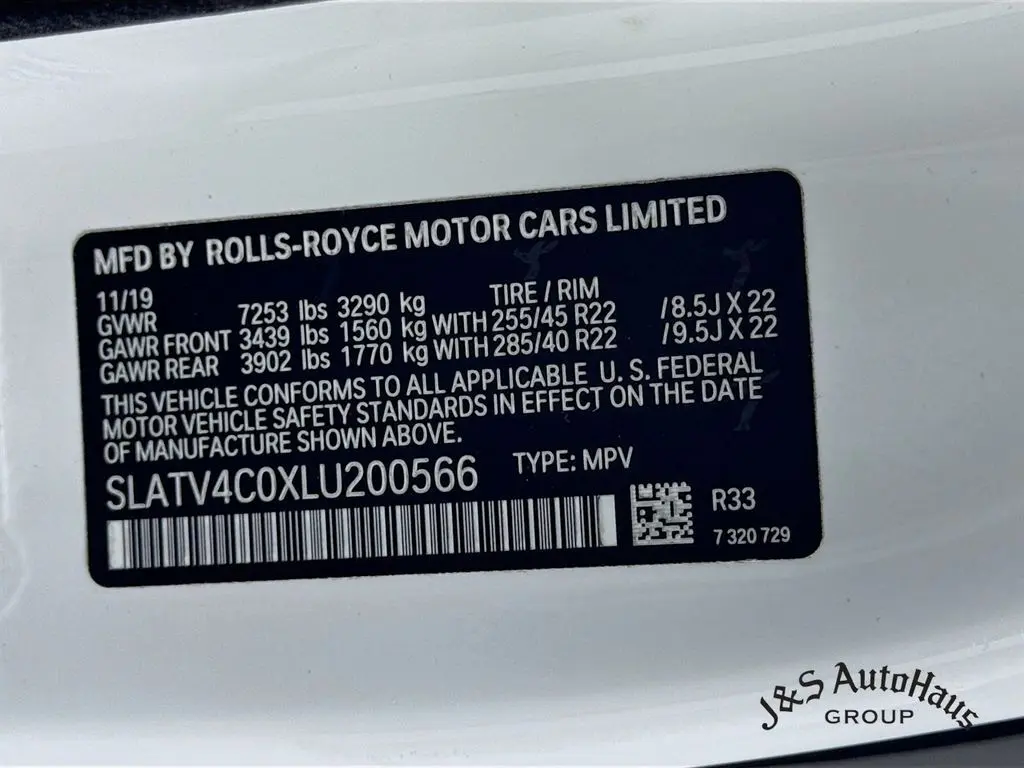 MFD BY ROLLS-ROYCE MOTOR CARS LIMITED
11/19 TIRE / RIM
GVWR 7253 lbs 3290 kg
GAWR FRONT 3439 lbs 1560 kg WITH 255/45 R22 /8.5J X 22
GAWR REAR 3902 lbs 1770 kg WITH 285/40 R22 /9.5J X 22
THIS VEHICLE CONFORMS TO ALL APPLICABLE U.S. FEDERAL
MOTOR VEHICLE SAFETY STANDARDS IN EFFECT ON THE DATE
OF MANUFACTURE SHOWN ABOVE.
SLATV4C0XLU200566 TYPE: MPV
R33
7 320 729
J&S AutoHaus
GROUP